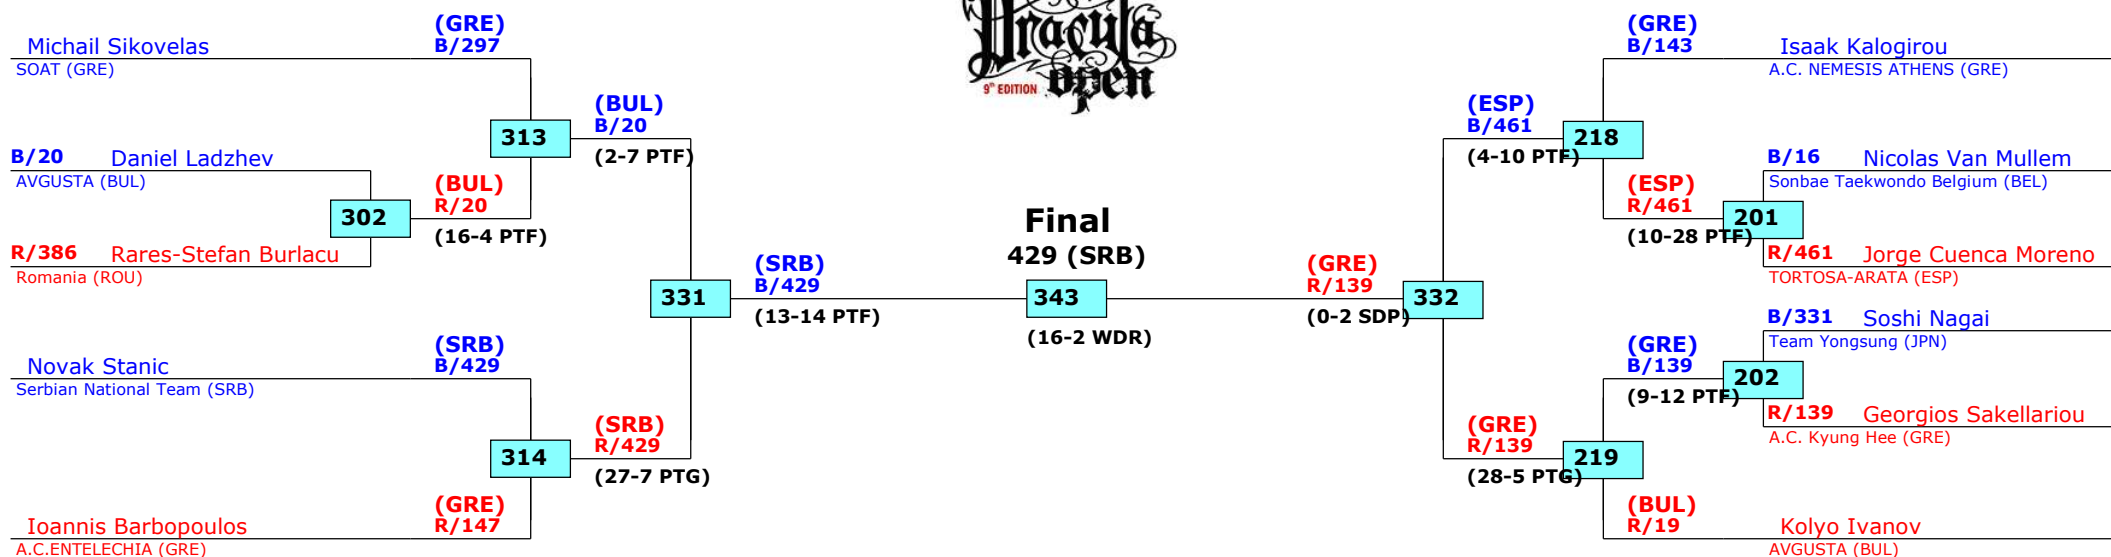 Dracula
open
9th EDITION
(GRE)
B/297
Michail Sikovelas
SOAT (GRE)
313
(BUL)
B/20
(2-7 PTF)
B/20 Daniel Ladzhev
AVGUSTA (BUL)
302
(BUL)
R/20
(16-4 PTF)
R/386 Rares-Stefan Burlacu
Romania (ROU)
331
(SRB)
B/429
(13-14 PTF)
(SRB)
B/429
Novak Stanic
Serbian National Team (SRB)
314
(SRB)
R/429
(27-7 PTG)
(GRE)
R/147
Ioannis Barbopoulos
A.C.ENTELECHIA (GRE)
Final
429 (SRB)
343
(16-2 WDR)
(GRE)
R/139
(0-2 SDP)
332
(ESP)
B/461
(4-10 PTF)
218
(GRE)
B/143
Isaak Kalogirou
A.C. NEMESIS ATHENS (GRE)
(ESP)
R/461
(10-28 PTF)
201
B/16 Nicolas Van Mullem
Sonbae Taekwondo Belgium (BEL)
R/461 Jorge Cuenca Moreno
TORTOSA-ARATA (ESP)
B/331 Soshi Nagai
Team Yongsung (JPN)
(GRE)
B/139
(9-12 PTF)
202
R/139 Georgios Sakellariou
A.C. Kyung Hee (GRE)
(GRE)
R/139
(28-5 PTG)
219
(BUL)
R/19
Kolyo Ivanov
AVGUSTA (BUL)